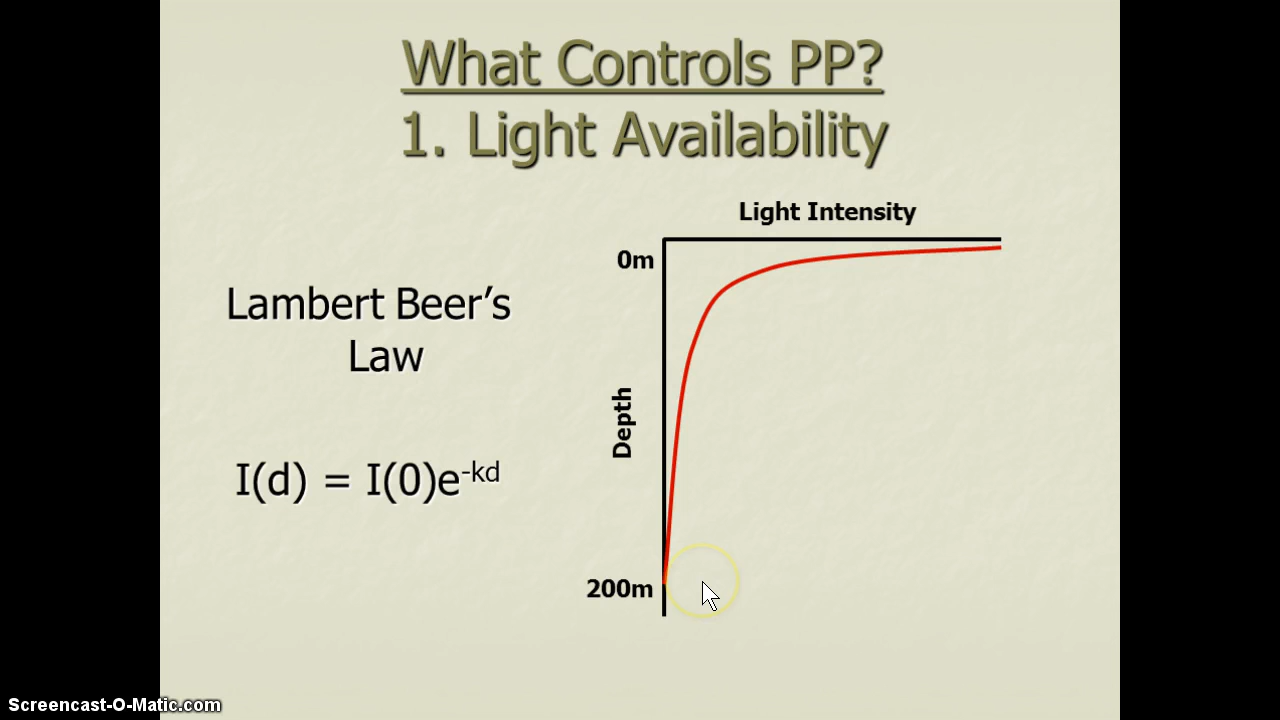 What Controls PP?
1. Light Availability
Lambert Beer’s
Law
I(d) = I(0)e^-kd
Light Intensity
0m
Depth
200m
Screencast-O-Matic.com